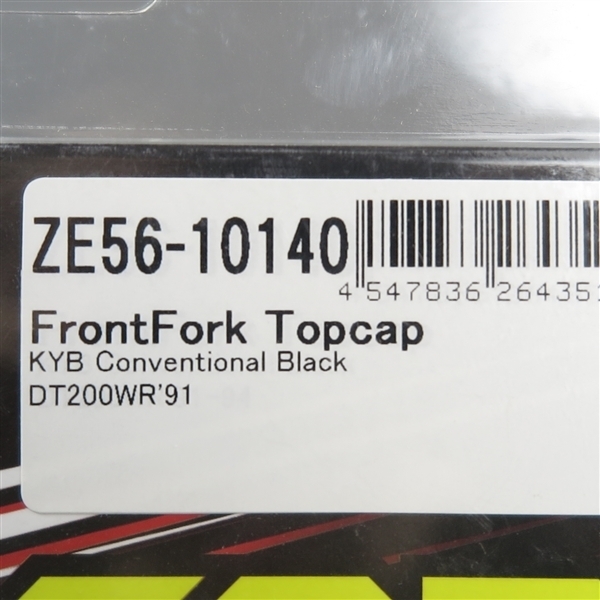 ZE56-10140
4 547836 264351
FrontFork Topcap
KYB Conventional Black
DT200WR'91